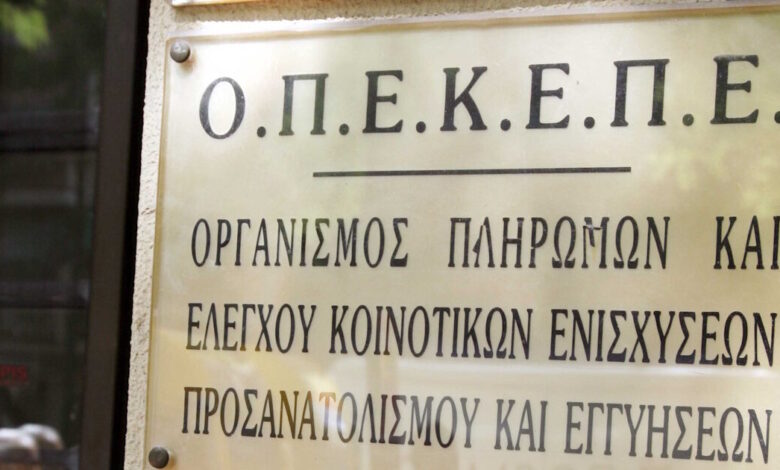 Ο.Π.Ε.Κ.Ε.Π.Ε.
ΟΡΓΑΝΙΣΜΟΣ ΠΛΗΡΩΜΩΝ ΚΑΙ
ΕΛΕΓΧΟΥ ΚΟΙΝΟΤΙΚΩΝ ΕΝΙΣΧΥΣΕΩΝ
ΠΡΟΣΑΝΑΤΟΛΙΣΜΟΥ ΚΑΙ ΕΓΓΥΗΣΕΩΝ